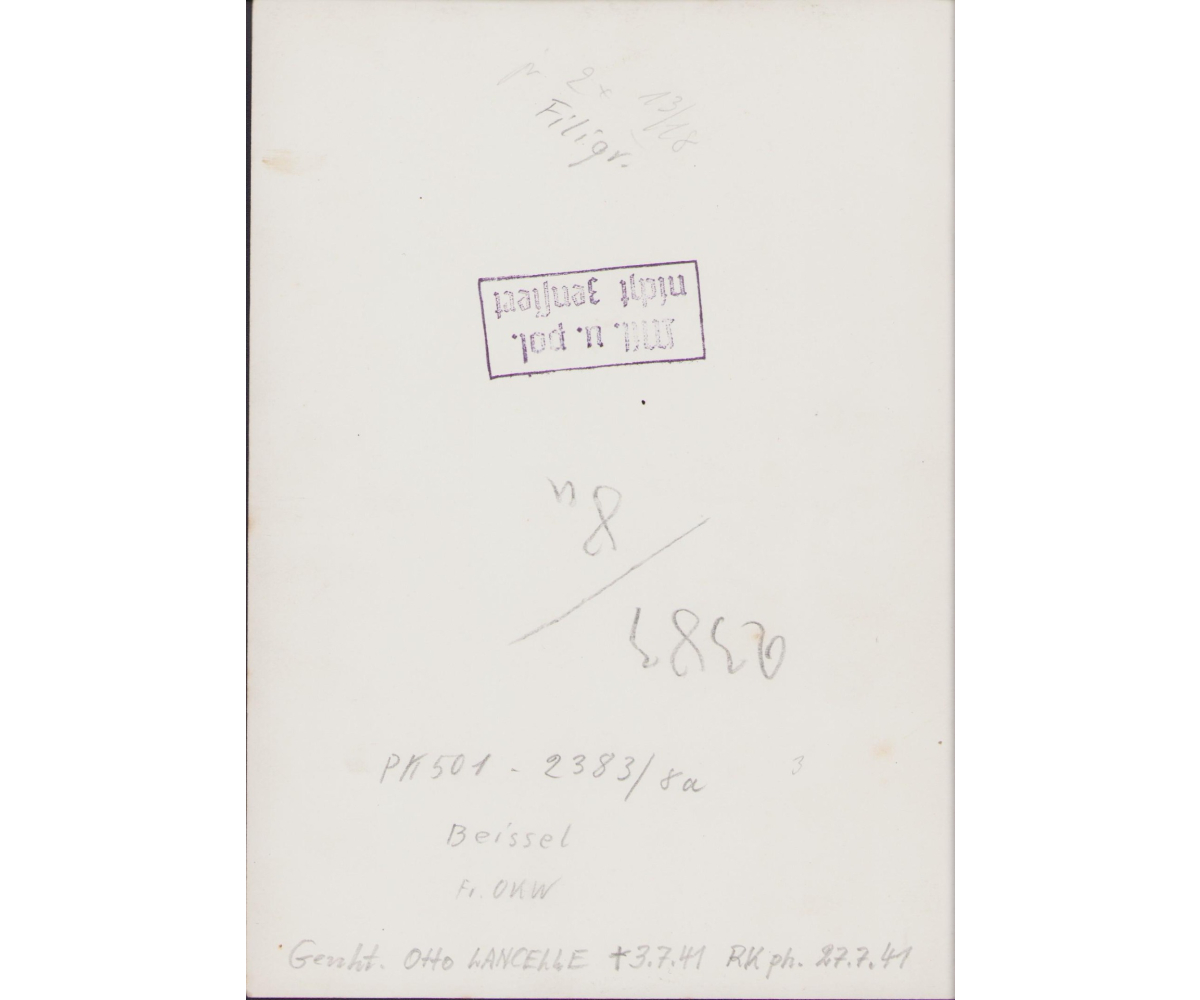 2x 13/18
Filigr.
Mil. u. pol.
nicht zensiert
2383
8a
PK 501 - 2383/8a
3
Beissel
Fr. OKW
Genlt. Otto LANCELLE †3.7.41 RK ph. 27.7.41